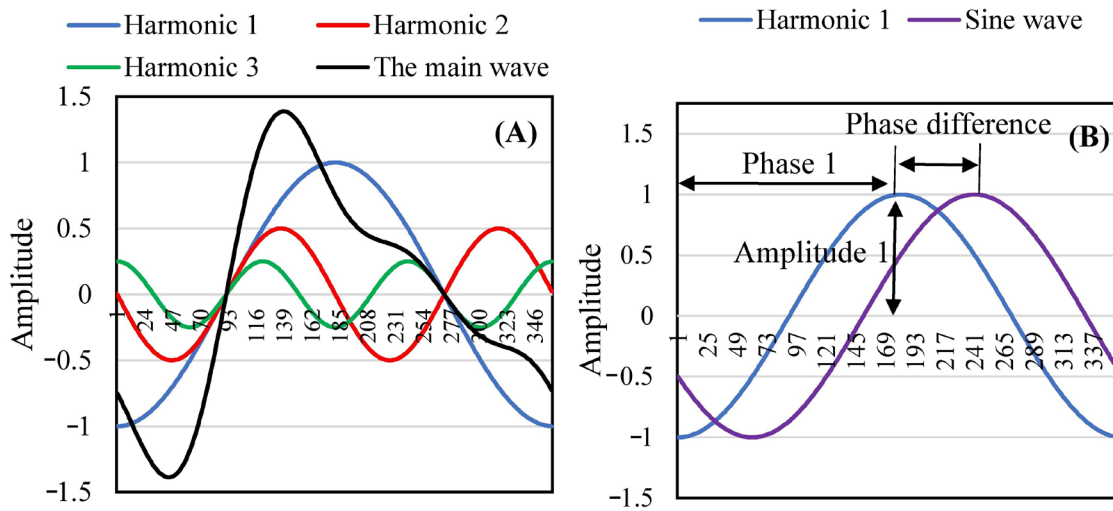 Harmonic 1 Harmonic 2
Harmonic 3 The main wave
Amplitude
1.5
1
0.5
0
-0.5
-1
-1.5
(A)
1 24 47 70 93 116 139 162 185 208 231 254 277 300 323 346
Harmonic 1 Sine wave
Amplitude
1.5
1
0.5
0
-0.5
-1
-1.5
Phase difference
(B)
Phase 1
Amplitude 1
1 25 49 73 97 121 145 169 193 217 241 265 289 313 337